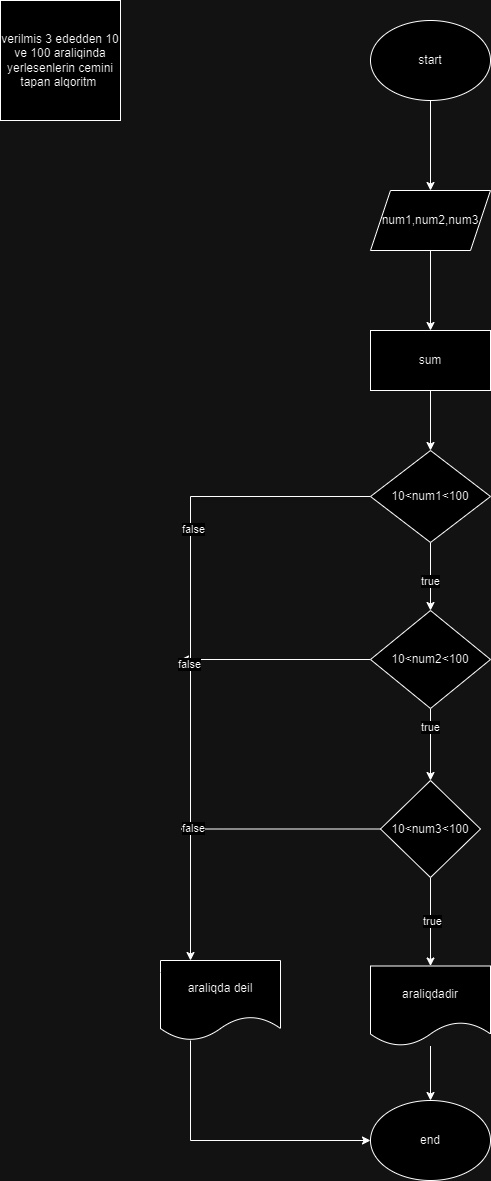 verilmis 3 ededden 10
ve 100 araliqinda
yerlesenlerin cemini
tapan alqoritm
start
num1,num2,num3
sum
10<num1<100
false
true
10<num2<100
false
true
10<num3<100
false
true
araliqda deil
araliqdadir
end